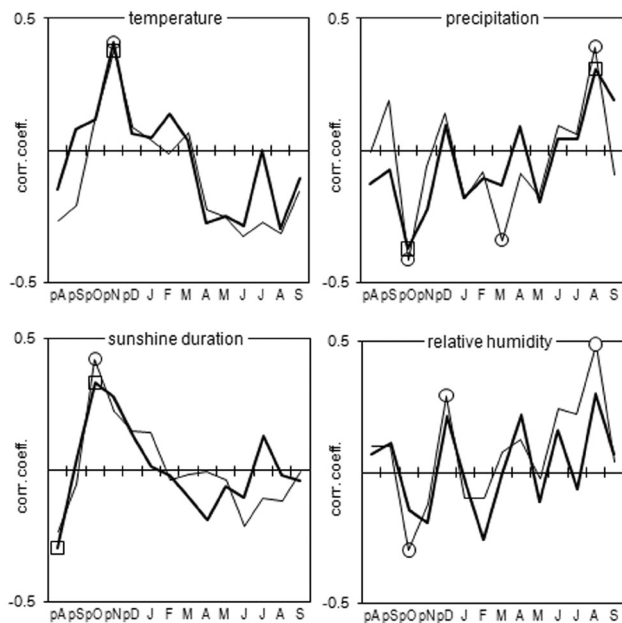 temperature
0.5
corr. coeff.
-0.5
pA pS pO pN pD J F M A M J J A S
precipitation
0.5
corr. coeff.
-0.5
pA pS pO pN pD J F M A M J J A S
sunshine duration
0.5
corr. coeff.
-0.5
pA pS pO pN pD J F M A M J J A S
relative humidity
0.5
corr. coeff.
-0.5
pA pS pO pN pD J F M A M J J A S